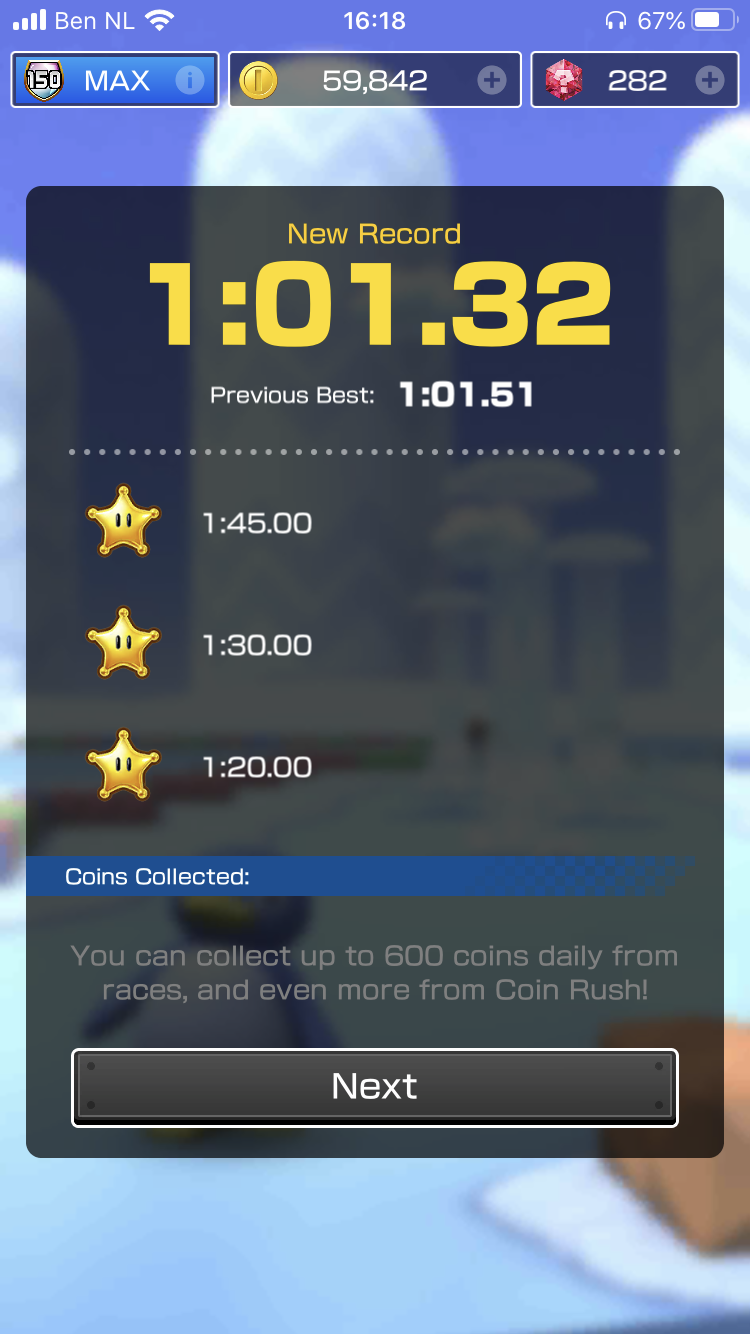 Ben NL 16:18 67%
150 MAX i 59,842 + ? 282 +
New Record
1:01.32
Previous Best: 1:01.51
1:45.00
1:30.00
1:20.00
Coins Collected:
You can collect up to 600 coins daily from
races, and even more from Coin Rush!
Next